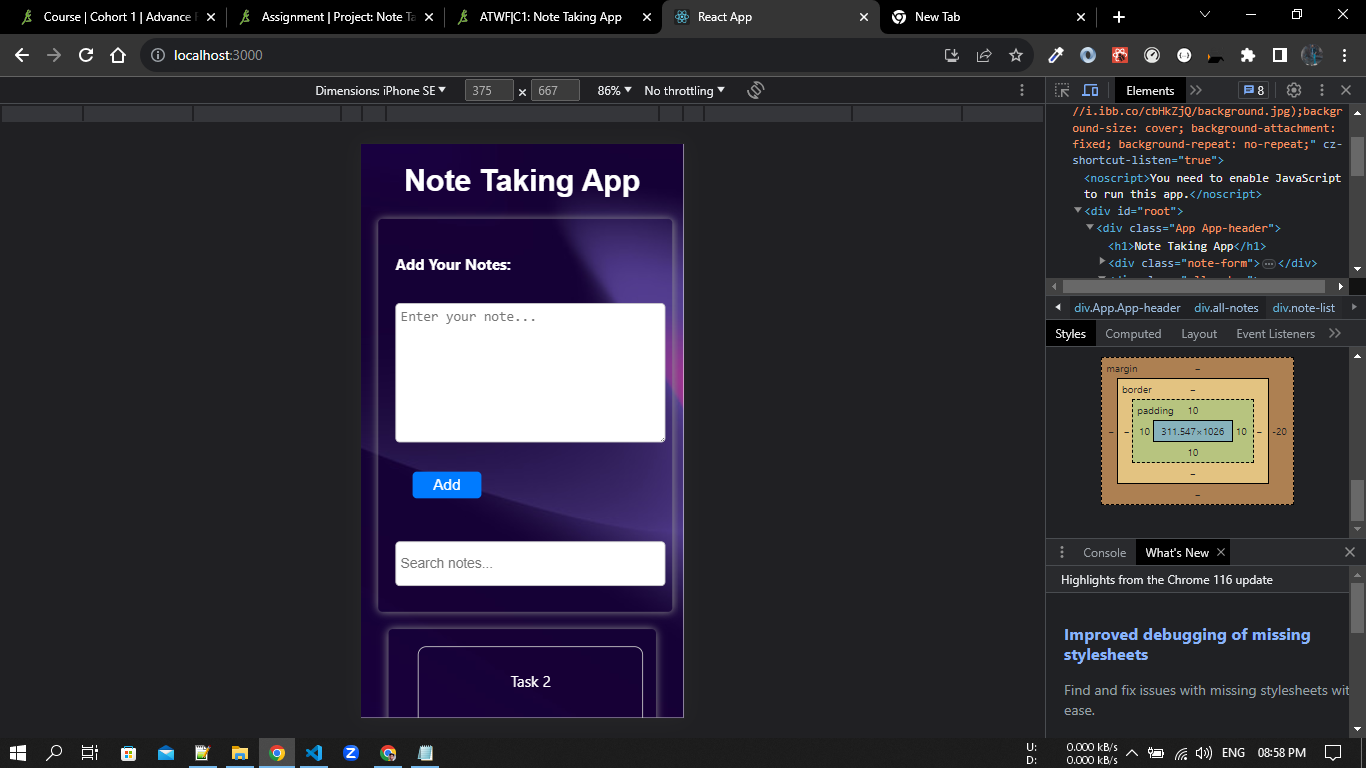 Course | Cohort 1 | Advance
Assignment | Project: Note Ta
ATWF|C1: Note Taking App
React App
New Tab
localhost:3000
Dimensions: iPhone SE
375
×
667
86%
No throttling
Elements
8
//i.ibb.co/cbHkZjQ/background.jpg);backgr
ound-size: cover; background-attachment:
fixed; background-repeat: no-repeat;" cz-
shortcut-listen="true">
<noscript>You need to enable JavaScript
to run this app.</noscript>
<div id="root">
<div class="App App-header">
<h1>Note Taking App</h1>
<div class="note-form">…</div>
div.App.App-header
div.all-notes
div.note-list
Styles
Computed
Layout
Event Listeners
margin
–
border
–
padding
10
–
–
10
311.547×1026
10
–
-20
10
–
–
Console
What's New
Highlights from the Chrome 116 update
Improved debugging of missing
stylesheets
Find and fix issues with missing stylesheets wit
ease.
Note Taking App
Add Your Notes:
Enter your note...
Add
Search notes...
Task 2
U:
0.000 kB/s
D:
0.000 kB/s
ENG
08:58 PM